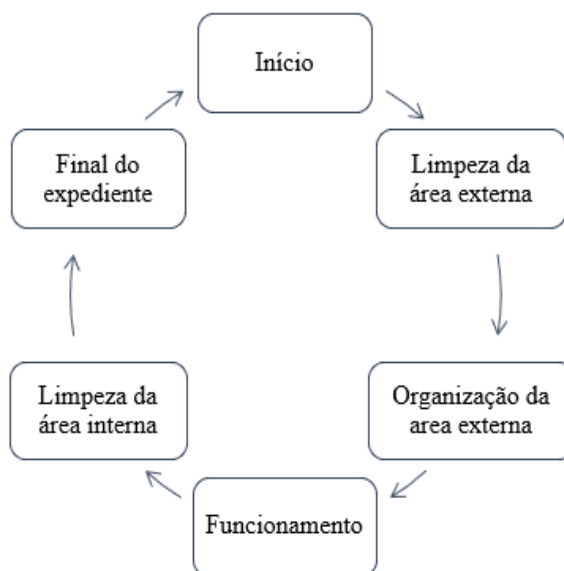 Início
Limpeza da
área externa
Organização da
area externa
Funcionamento
Limpeza da
área interna
Final do
expediente